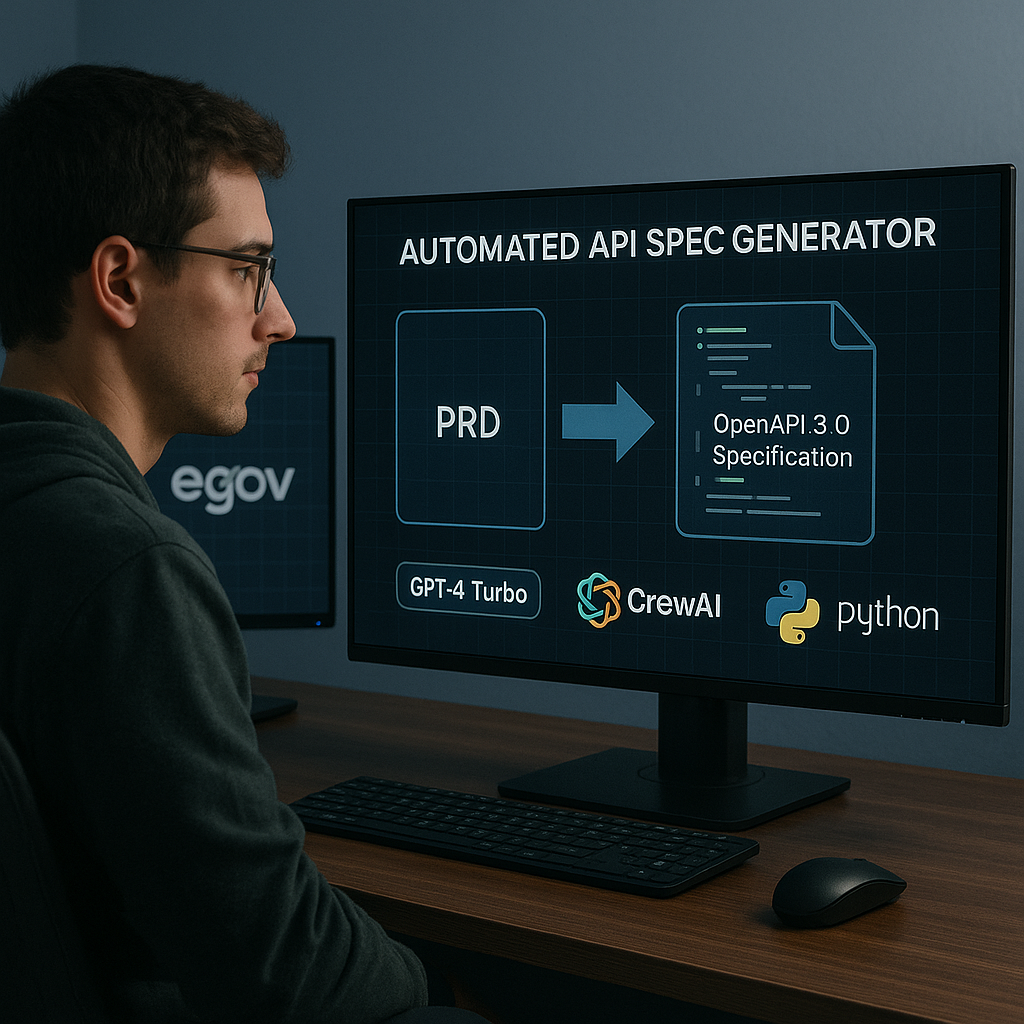 AUTOMATED API SPEC GENERATOR
PRD
OpenAPI.3.0
Specification
egov
GPT-4 Turbo
CrewAI
python